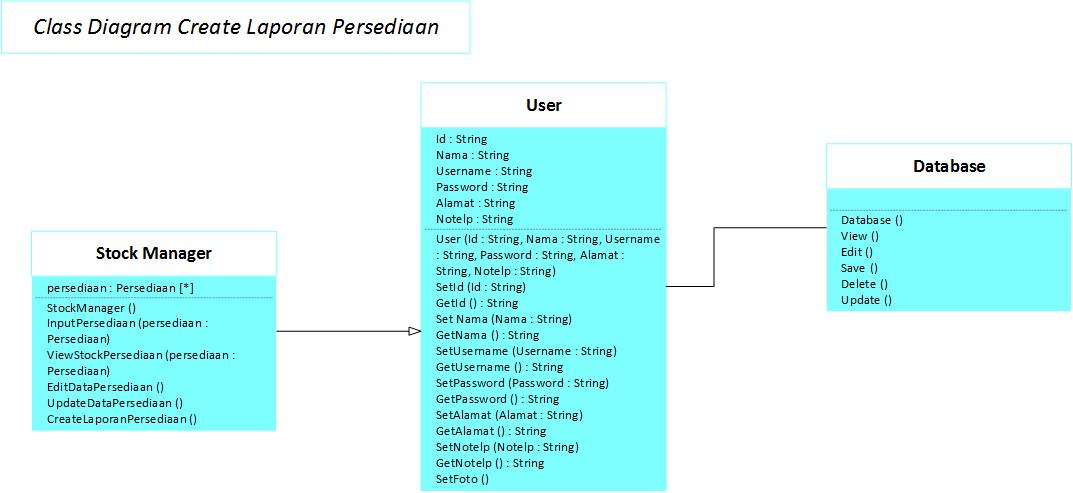 Class Diagram Create Laporan Persediaan
User
Id : String
Nama : String
Username : String
Password : String
Alamat : String
Notelp : String
User (Id : String, Nama : String, Username
: String, Password : String, Alamat :
String, Notelp : String)
SetId (Id : String)
GetId () : String
Set Nama (Nama : String)
GetNama () : String
SetUsername (Username : String)
GetUsername () : String
SetPassword (Password : String)
GetPassword () : String
SetAlamat (Alamat : String)
GetAlamat () : String
SetNotelp (Notelp : String)
GetNotelp () : String
SetFoto ()
Database
Database ()
View ()
Edit ()
Save ()
Delete ()
Update ()
Stock Manager
persediaan : Persediaan [*]
StockManager ()
InputPersediaan (persediaan :
Persediaan)
ViewStockPersediaan (persediaan :
Persediaan)
EditDataPersediaan ()
UpdateDataPersediaan ()
CreateLaporanPersediaan ()